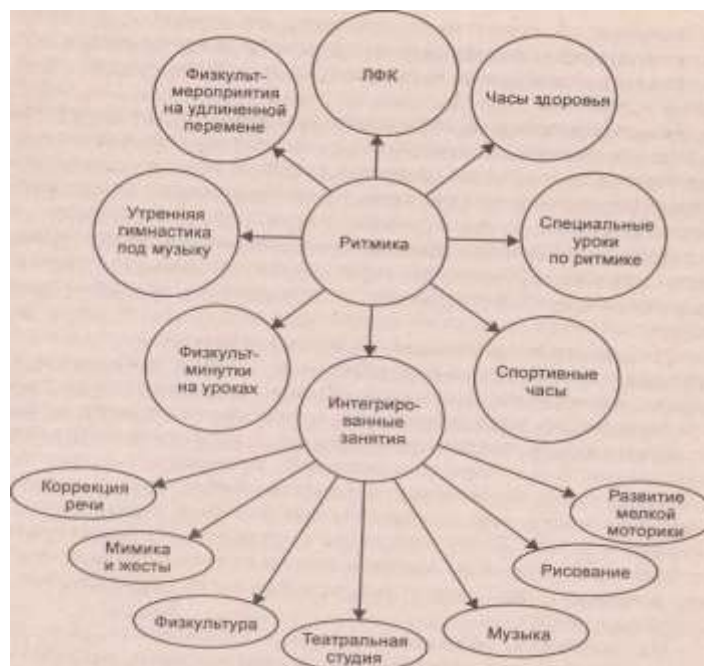 Физкульт-
мероприятия
на удлиненной
перемене
ЛФК
Часы здоровья
Утренняя
гимнастика
под музыку
Ритмика
Специальные
уроки
по ритмике
Физкульт-
минутки
на уроках
Интегриро-
ванные
занятия
Спортивные
часы
Коррекция
речи
Мимика
и жесты
Физкультура
Театральная
студия
Музыка
Рисование
Развитие
мелкой
моторики